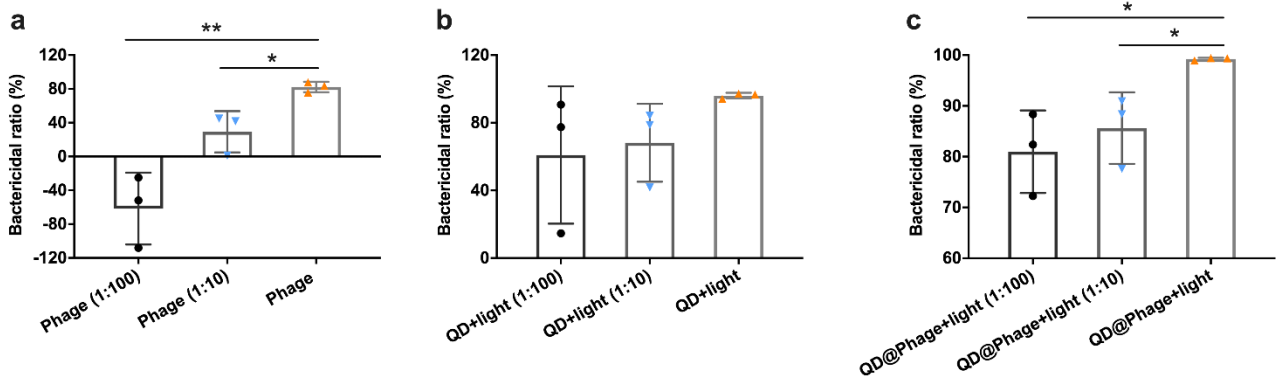 a
**
*
120
80
40
0
-40
-80
-120
Bactericidal ratio (%)
Phage (1:100)
Phage (1:10)
Phage
b
120
80
40
0
Bactericidal ratio (%)
QD+light (1:100)
QD+light (1:10)
QD+light
c
*
*
100
90
80
70
60
Bactericidal ratio (%)
QD@Phage+light (1:100)
QD@Phage+light (1:10)
QD@Phage+light